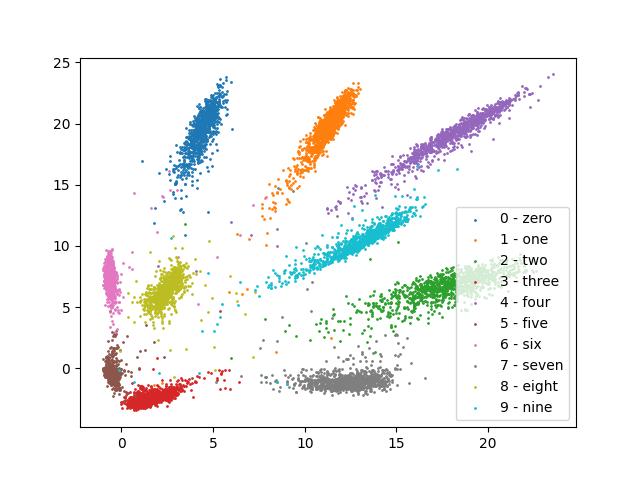 25
20
15
10
5
0
0
5
10
15
20
0 - zero
1 - one
2 - two
3 - three
4 - four
5 - five
6 - six
7 - seven
8 - eight
9 - nine